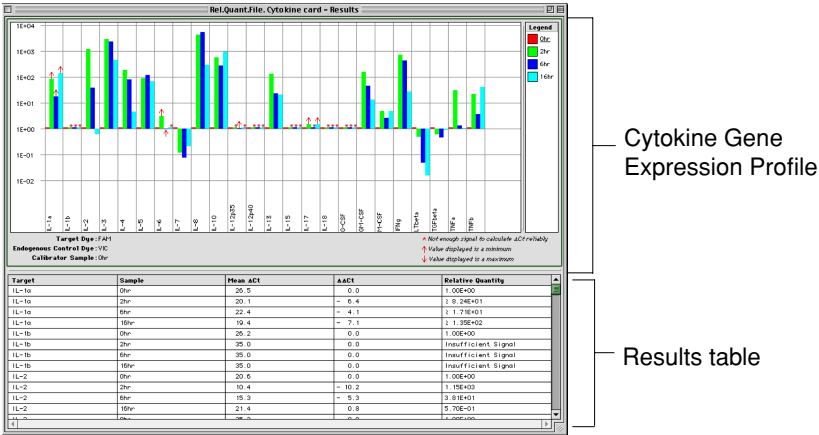 Rel.Quant.File. Cytokine card - Results
1E+04
1E+03
1E+02
1E+01
1E+00
1E-01
1E-02
IL-1a
IL-1b
IL-2
IL-3
IL-4
IL-5
IL-6
IL-7
IL-8
IL-10
IL-12p35
IL-12p40
IL-13
IL-15
IL-17
IL-18
G-CSF
GM-CSF
M-CSF
IFNg
LTbeta
TGFbeta
TNFa
TNFb
Legend
0hr
2hr
6hr
16hr
Target Dye: FAM
Endogenous Control Dye: VIC
Calibrator Sample: 0hr
* Not enough signal to calculate ΔCt reliably
↑ Value displayed is a minimum
↓ Value displayed is a maximum
Cytokine Gene
Expression Profile
Target Sample Mean ΔCt ΔΔCt Relative Quantity
IL-1a 0hr 26.5 0.0 1.00E+00
IL-1a 2hr 20.1 - 6.4 ≥ 8.24E+01
IL-1a 6hr 22.4 - 4.1 ≥ 1.71E+01
IL-1a 16hr 19.4 - 7.1 ≥ 1.35E+02
IL-1b 0hr 26.2 0.0 1.00E+00
IL-1b 2hr 35.0 0.0 Insufficient Signal
IL-1b 6hr 35.0 0.0 Insufficient Signal
IL-1b 16hr 35.0 0.0 Insufficient Signal
IL-2 0hr 20.6 0.0 1.00E+00
IL-2 2hr 10.4 - 10.2 1.15E+03
IL-2 6hr 15.3 - 5.3 3.81E+01
IL-2 16hr 21.4 0.8 5.70E-01
Results table